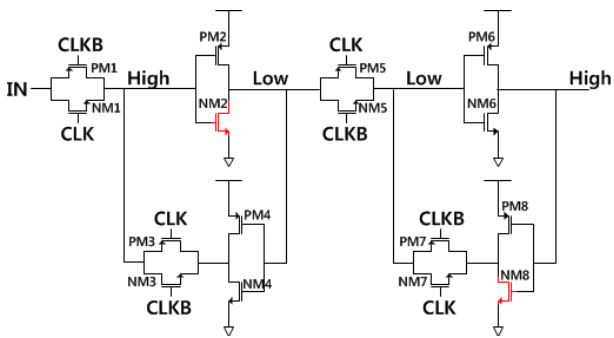 CLKB
PM1
IN
NM1
CLK
High
PM2
NM2
Low
CLK
PM5
NM5
CLKB
Low
PM6
NM6
High
CLK
PM3
NM3
CLKB
PM4
NM4
CLKB
PM7
NM7
CLK
PM8
NM8